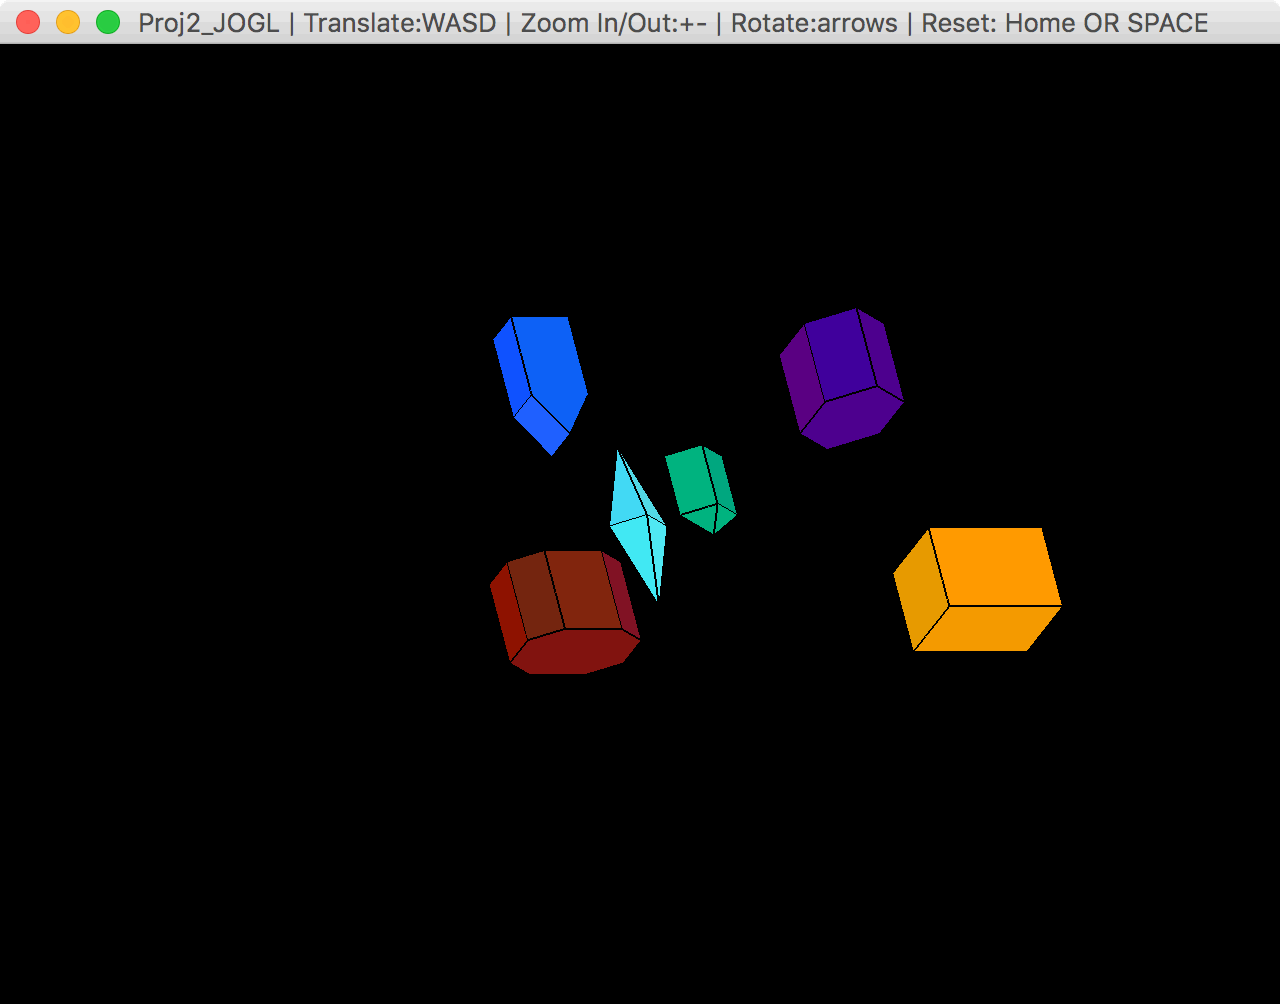 Proj2_JOGL | Translate:WASD | Zoom In/Out:+- | Rotate:arrows | Reset: Home OR SPACE